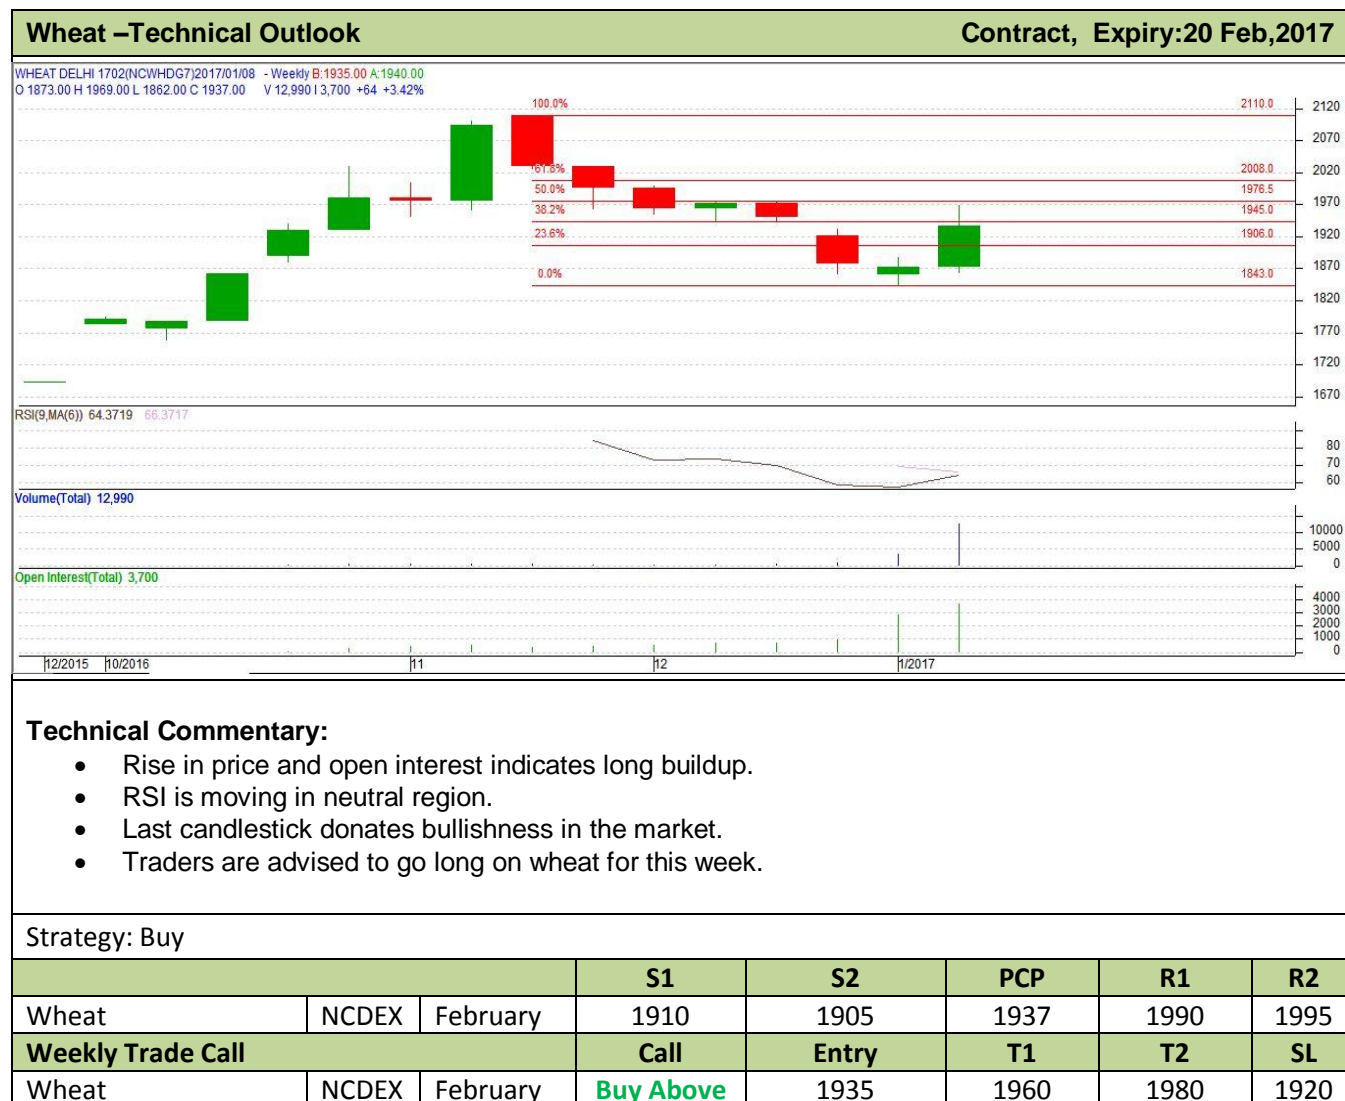 Wheat –Technical Outlook Contract, Expiry:20 Feb,2017
WHEAT DELHI 1702(NCWHDG7)2017/01/08 - Weekly B:1935.00 A:1940.00
O 1873.00 H 1969.00 L 1862.00 C 1937.00 V 12,990 I 3,700 +64 +3.42%
100.0% 2110.0
61.8% 2008.0
50.0% 1976.5
38.2% 1945.0
23.6% 1906.0
0.0% 1843.0
2120
2070
2020
1970
1920
1870
1820
1770
1720
1670
RSI(9,MA(6)) 64.3719 66.3717
80
70
60
Volume(Total) 12,990
10000
5000
0
Open Interest(Total) 3,700
4000
3000
2000
1000
0
12/2015 10/2016 11 12 1/2017
Technical Commentary:
• Rise in price and open interest indicates long buildup.
• RSI is moving in neutral region.
• Last candlestick donates bullishness in the market.
• Traders are advised to go long on wheat for this week.
Strategy: Buy
S1 S2 PCP R1 R2
Wheat NCDEX February 1910 1905 1937 1990 1995
Weekly Trade Call Call Entry T1 T2 SL
Wheat NCDEX February Buy Above 1935 1960 1980 1920